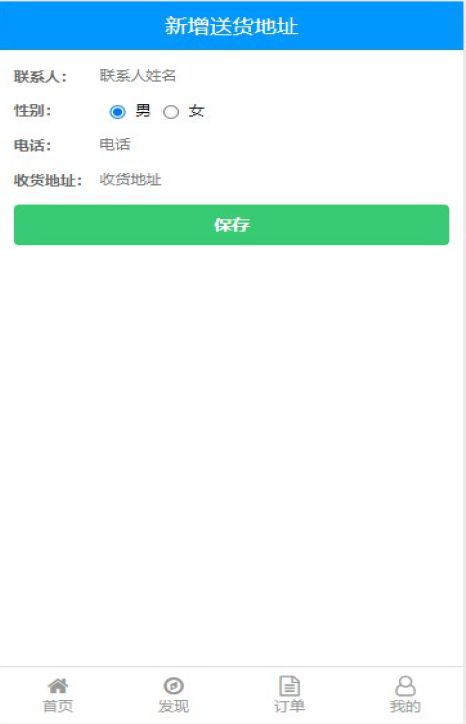 新增送货地址
联系人： 联系人姓名
性别： 男 女
电话： 电话
收货地址： 收货地址
保存
首页 发现 订单 我的